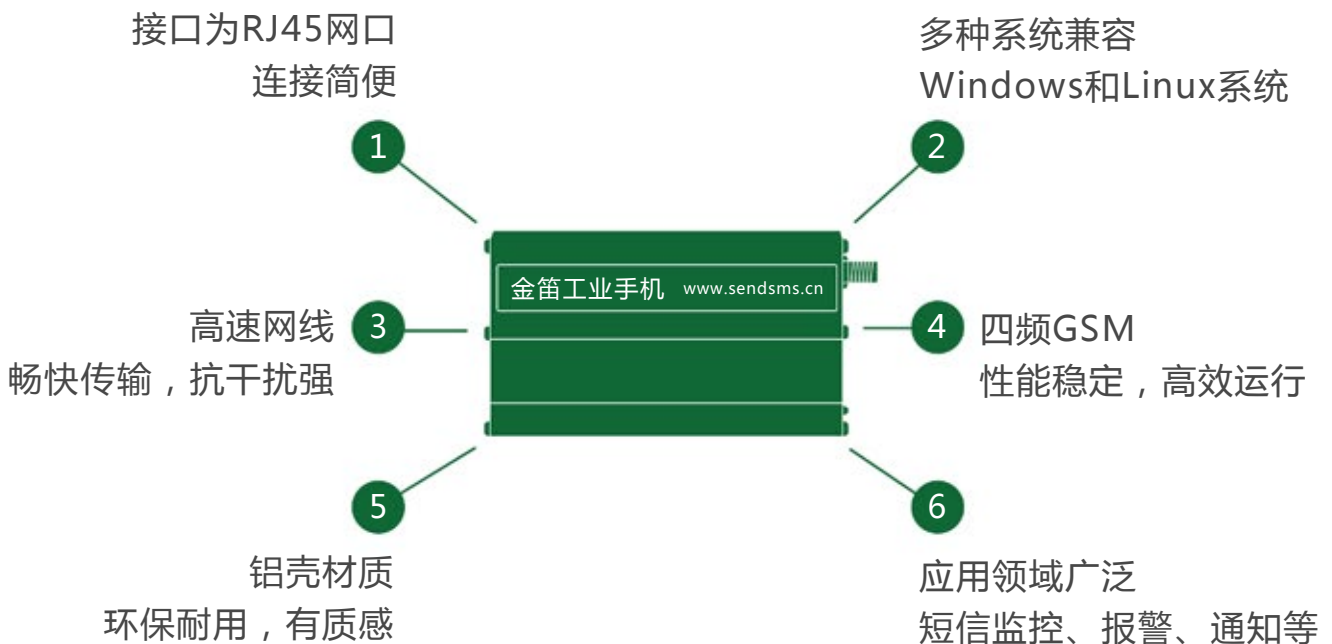 接口为RJ45网口
连接简便
1
多种系统兼容
Windows和Linux系统
2
金笛工业手机 www.sendsms.cn
高速网线
畅快传输，抗干扰强
3
4
四频GSM
性能稳定，高效运行
5
铝壳材质
环保耐用，有质感
6
应用领域广泛
短信监控、报警、通知等